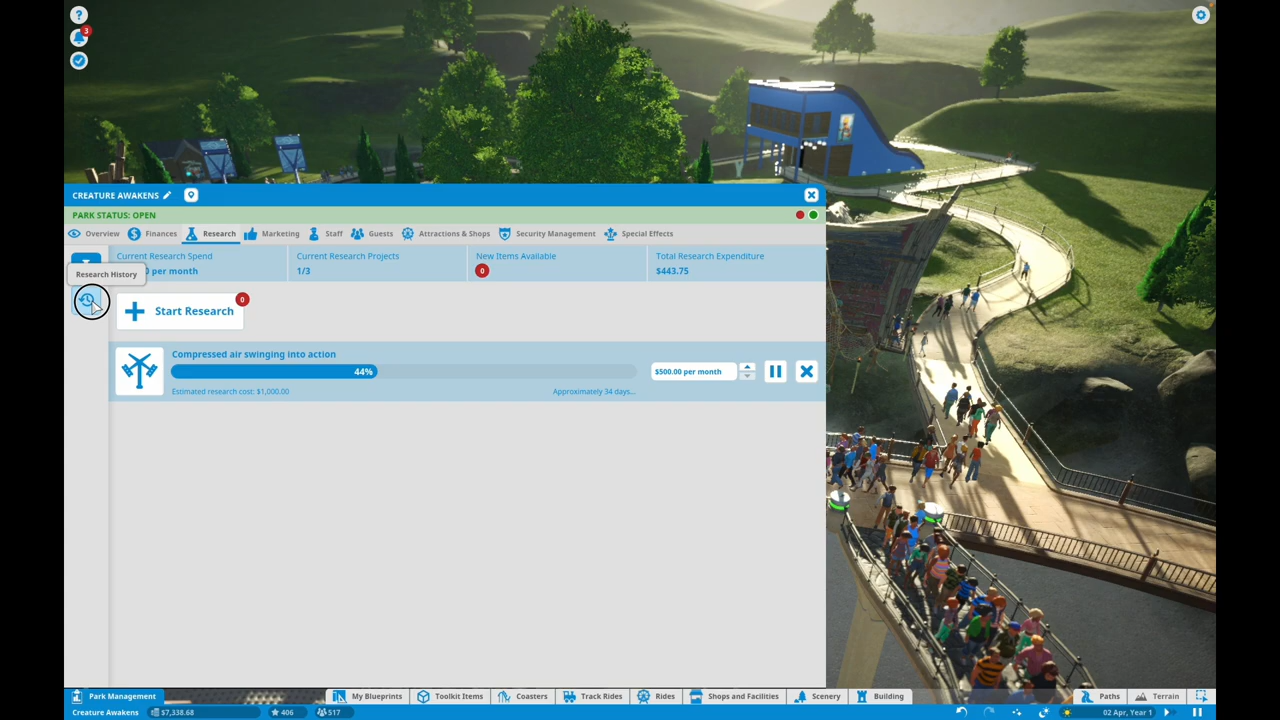 ?
3
CREATURE AWAKENS
PARK STATUS: OPEN
Overview Finances Research Marketing Staff Guests Attractions & Shops Security Management Special Effects
Current Research Spend
0 per month
Current Research Projects
1/3
New Items Available
0
Total Research Expenditure
$443.75
Research History
Start Research
0
Compressed air swinging into action
44%
$500.00 per month
Estimated research cost: $1,000.00
Approximately 34 days...
Park Management My Blueprints Toolkit Items Coasters Track Rides Rides Shops and Facilities Scenery Building Paths Terrain
Creature Awakens $7,338.68 406 517 02 Apr, Year 1